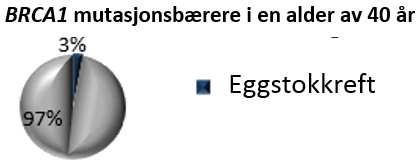 BRCA1 mutasjonsbærere i en alder av 40 år
3%
Eggstokkreft
97%